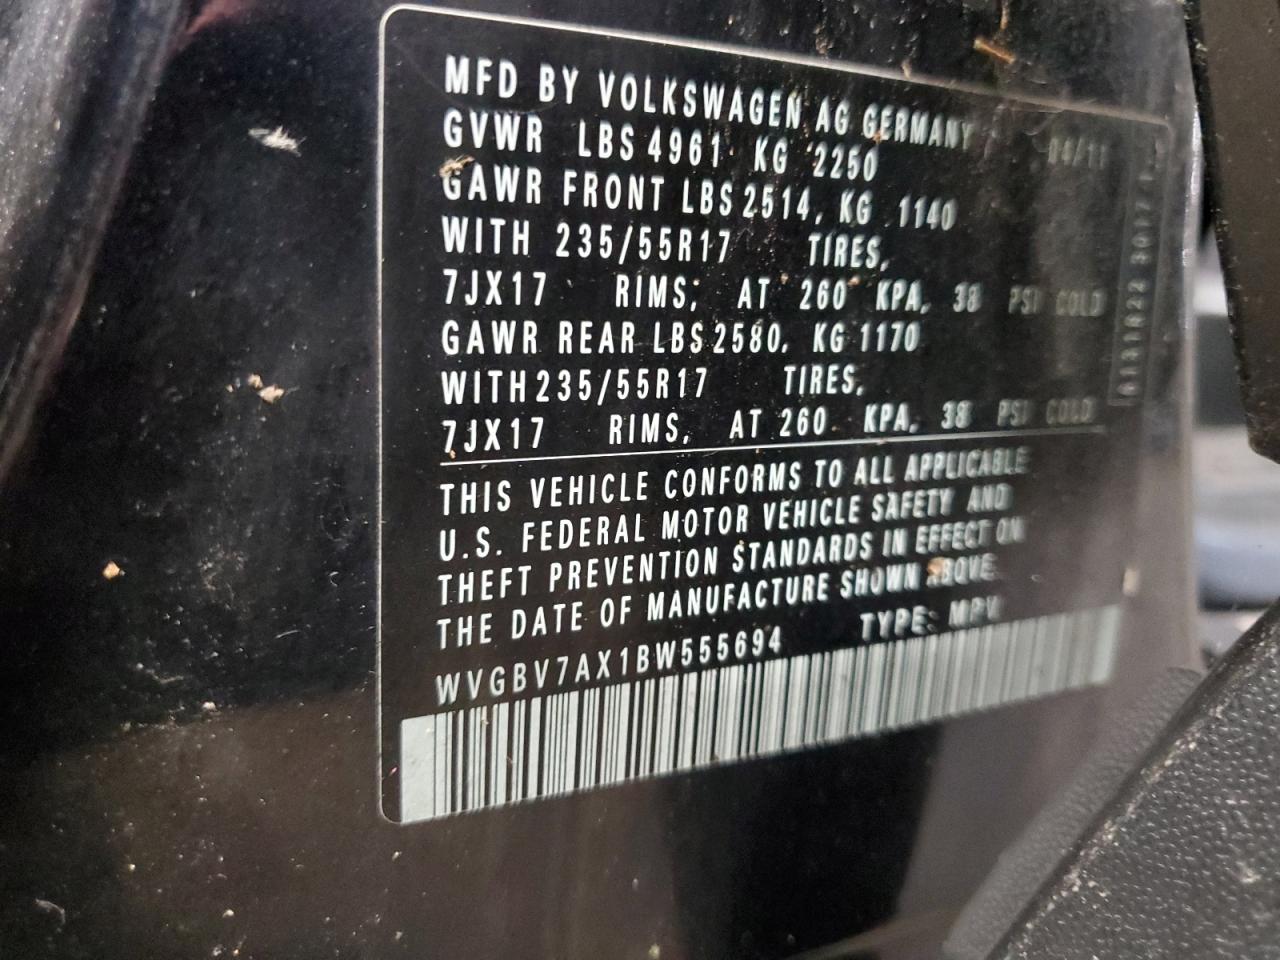 MFD BY VOLKSWAGEN AG GERMANY 04/11
GVWR LBS 4961 KG 2250
GAWR FRONT LBS 2514, KG 1140
WITH 235/55R17 TIRES,
7JX17 RIMS, AT 260 KPA, 38 PSI COLD
GAWR REAR LBS 2580, KG 1170
WITH 235/55R17 TIRES,
7JX17 RIMS, AT 260 KPA, 38 PSI COLD
THIS VEHICLE CONFORMS TO ALL APPLICABLE
U.S. FEDERAL MOTOR VEHICLE SAFETY AND
THEFT PREVENTION STANDARDS IN EFFECT ON
THE DATE OF MANUFACTURE SHOWN ABOVE
WVGBV7AX1BW555694 TYPE: MPV